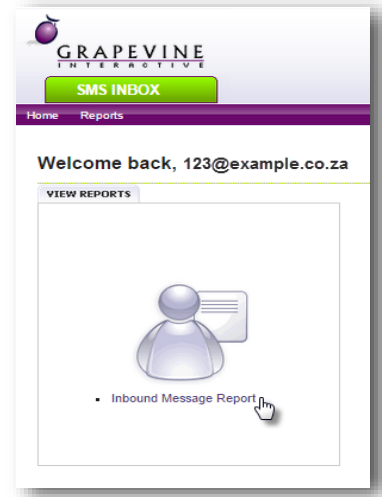 GRAPEVINE
INTERACTIVE
SMS INBOX
Home Reports
Welcome back, 123@example.co.za
VIEW REPORTS
Inbound Message Report